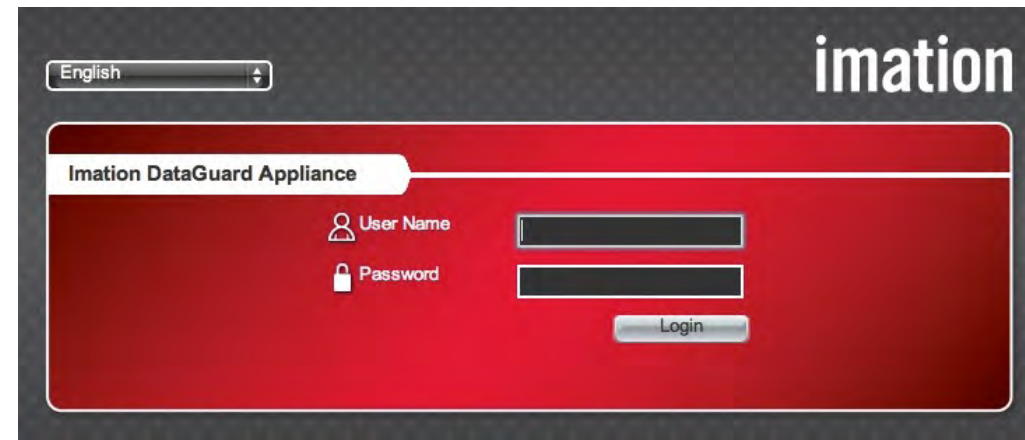 English
imation
Imation DataGuard Appliance
User Name
Password
Login